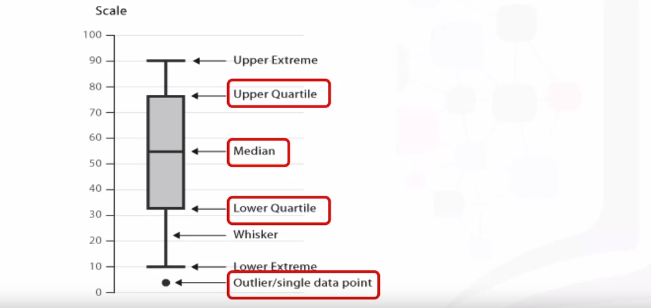 Scale
100
90
80
70
60
50
40
30
20
10
0
Upper Extreme
Upper Quartile
Median
Lower Quartile
Whisker
Lower Extreme
Outlier/single data point